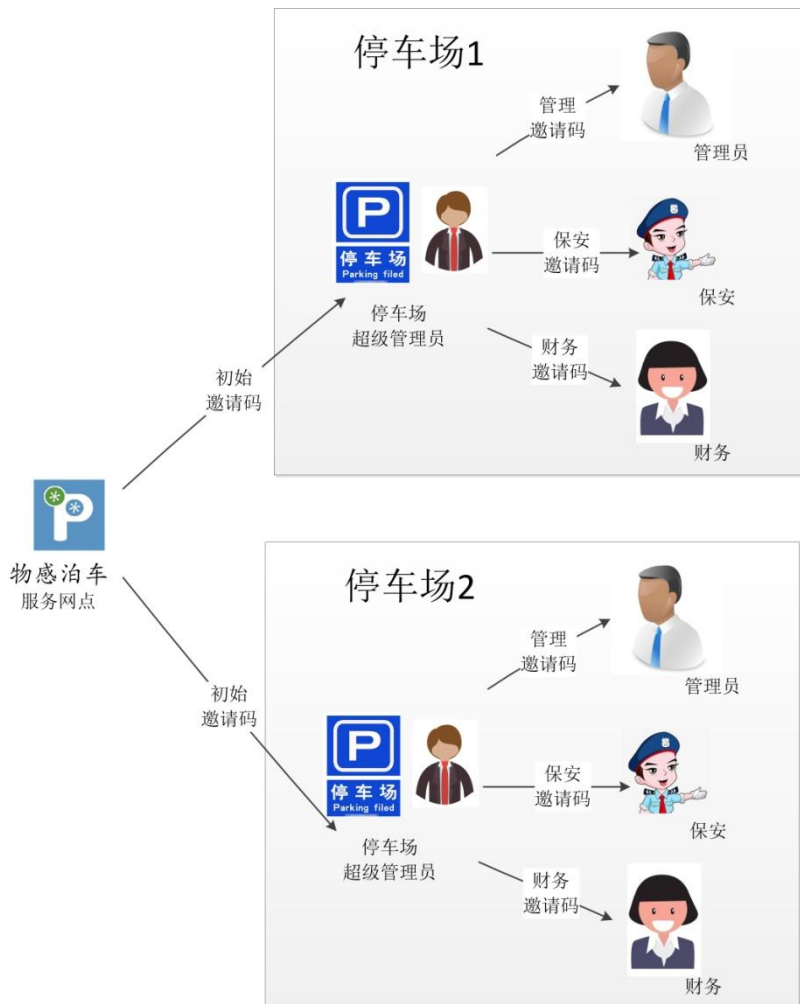 停车场1
管理
邀请码
管理员
P
停车场
Parking filed
保安
邀请码
保安
停车场
超级管理员
财务
邀请码
财务
初始
邀请码
P
物感泊车
服务网点
停车场2
管理
邀请码
管理员
初始
邀请码
P
停车场
Parking filed
保安
邀请码
保安
停车场
超级管理员
财务
邀请码
财务